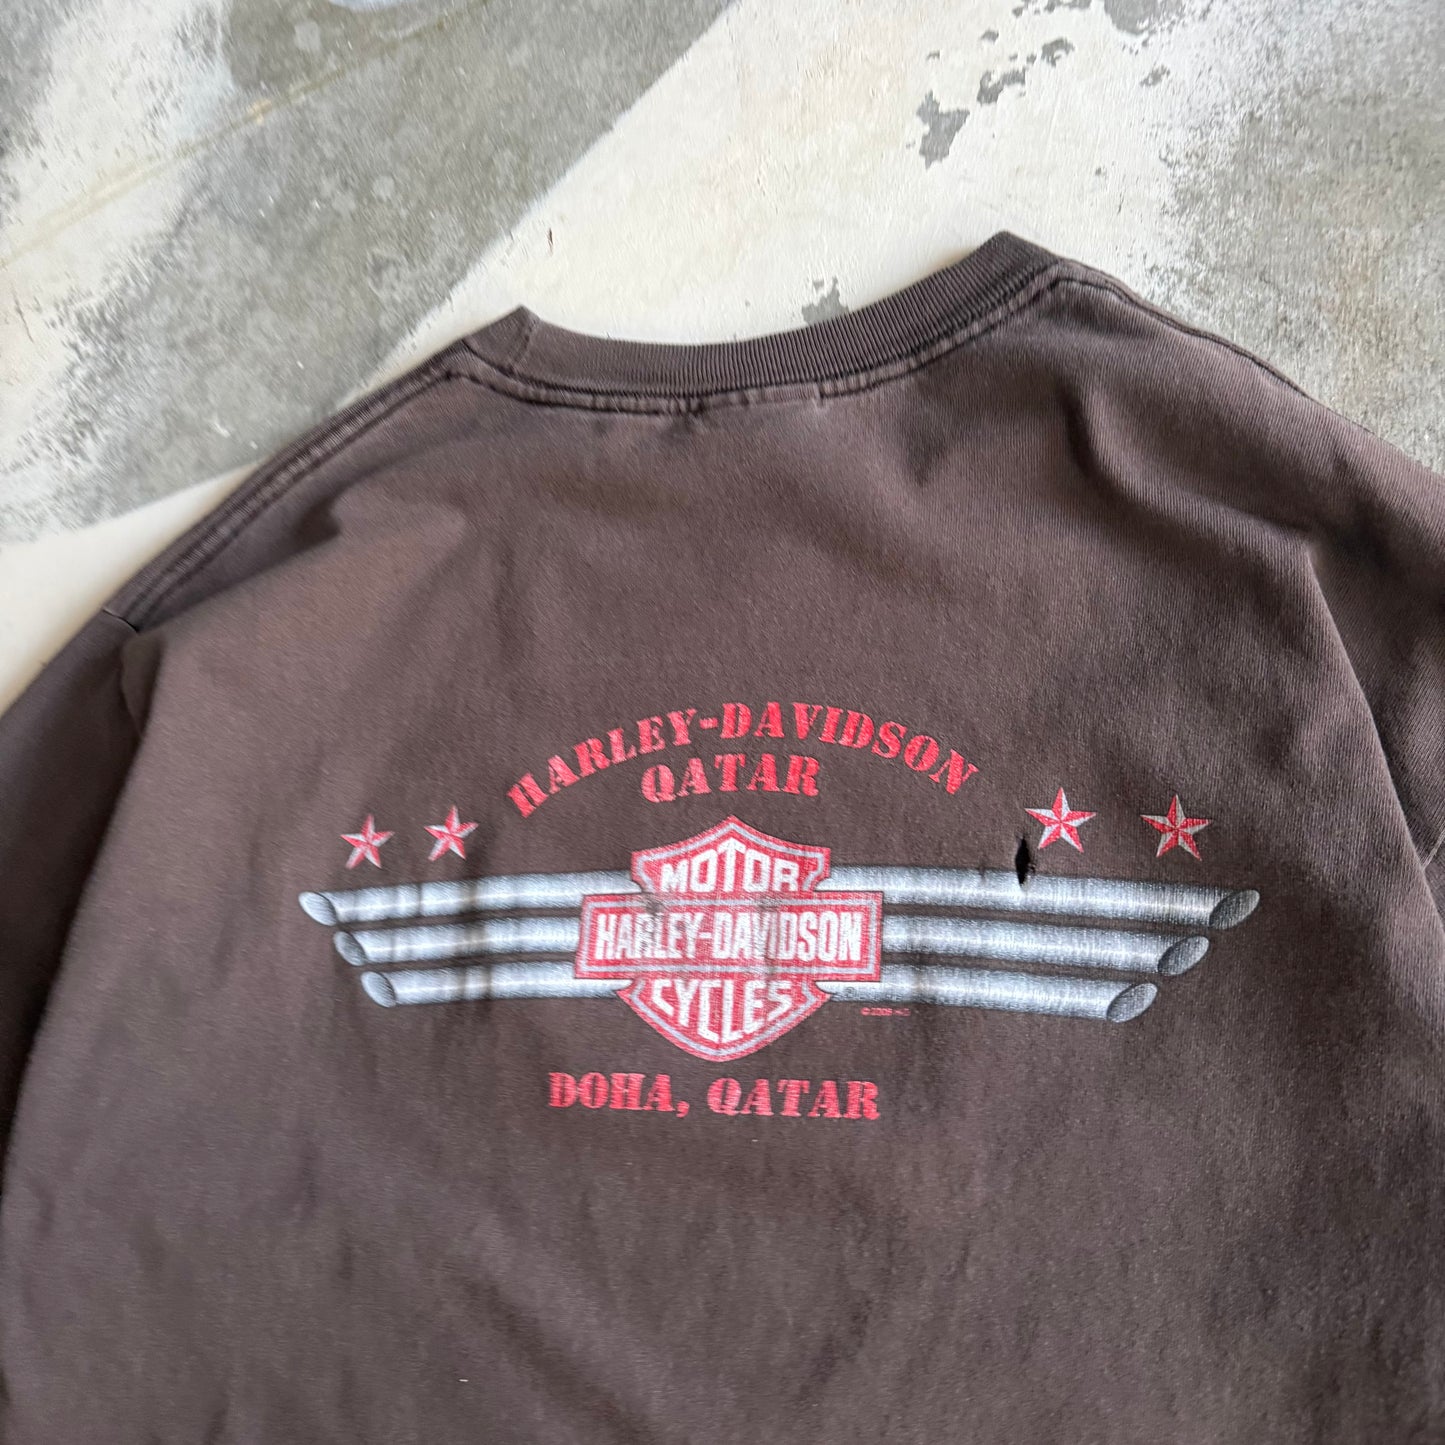 HARLEY-DAVIDSON
QATAR
MOTOR
HARLEY-DAVIDSON
CYCLES
DOHA, QATAR